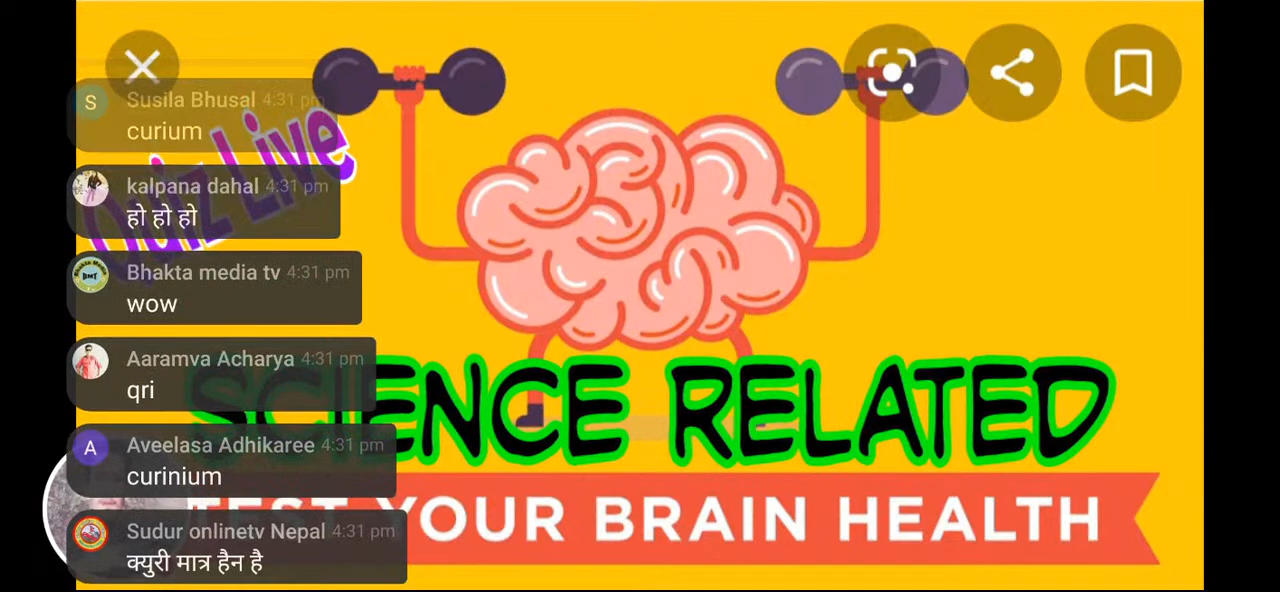 Susila Bhusal 4:31 pm
curium
Quiz Live
kalpana dahal 4:31 pm
हो हो हो
Bhakta media tv 4:31 pm
wow
Aaramva Acharya 4:31 pm
qri
SCIENCE RELATED
A
Aveelasa Adhikaree 4:31 pm
curinium
TEST YOUR BRAIN HEALTH
Sudur onlinetv Nepal 4:31 pm
क्युरी मात्र हैन है
S
BMT